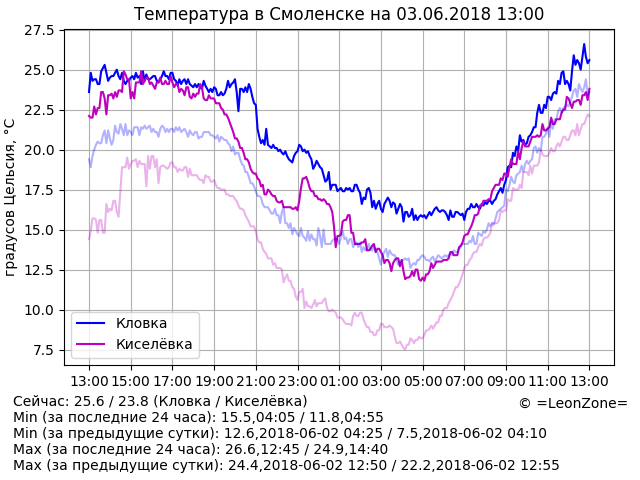 Температура в Смоленске на 03.06.2018 13:00
27.5
25.0
22.5
20.0
17.5
15.0
12.5
10.0
7.5
градусов Цельсия, °C
Кловка
Киселёвка
13:00 15:00 17:00 19:00 21:00 23:00 01:00 03:00 05:00 07:00 09:00 11:00 13:00
Сейчас: 25.6 / 23.8 (Кловка / Киселёвка)
© =LeonZone=
Min (за последние 24 часа): 15.5,04:05 / 11.8,04:55
Min (за предыдущие сутки): 12.6,2018-06-02 04:25 / 7.5,2018-06-02 04:10
Max (за последние 24 часа): 26.6,12:45 / 24.9,14:40
Max (за предыдущие сутки): 24.4,2018-06-02 12:50 / 22.2,2018-06-02 12:55